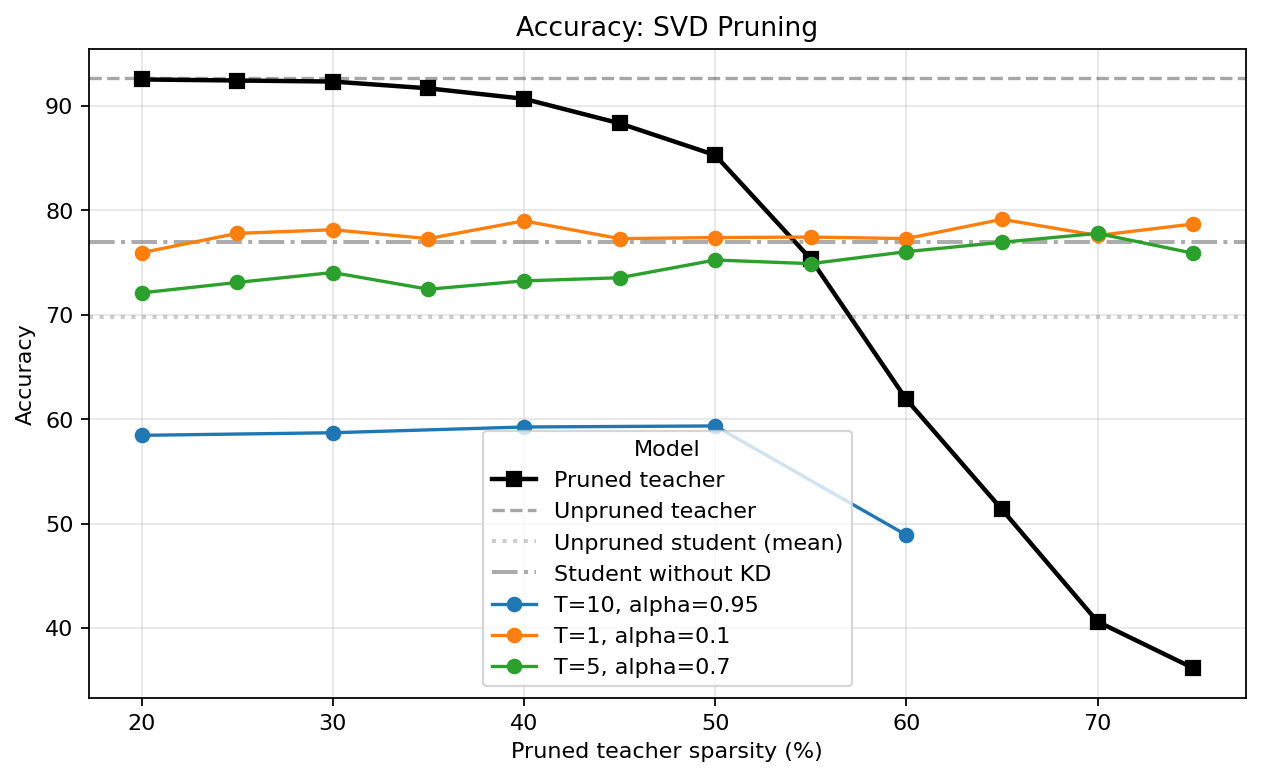 Accuracy: SVD Pruning
Accuracy
90
80
70
60
50
40
Model
Pruned teacher
Unpruned teacher
Unpruned student (mean)
Student without KD
T=10, alpha=0.95
T=1, alpha=0.1
T=5, alpha=0.7
20
30
40
50
60
70
Pruned teacher sparsity (%)